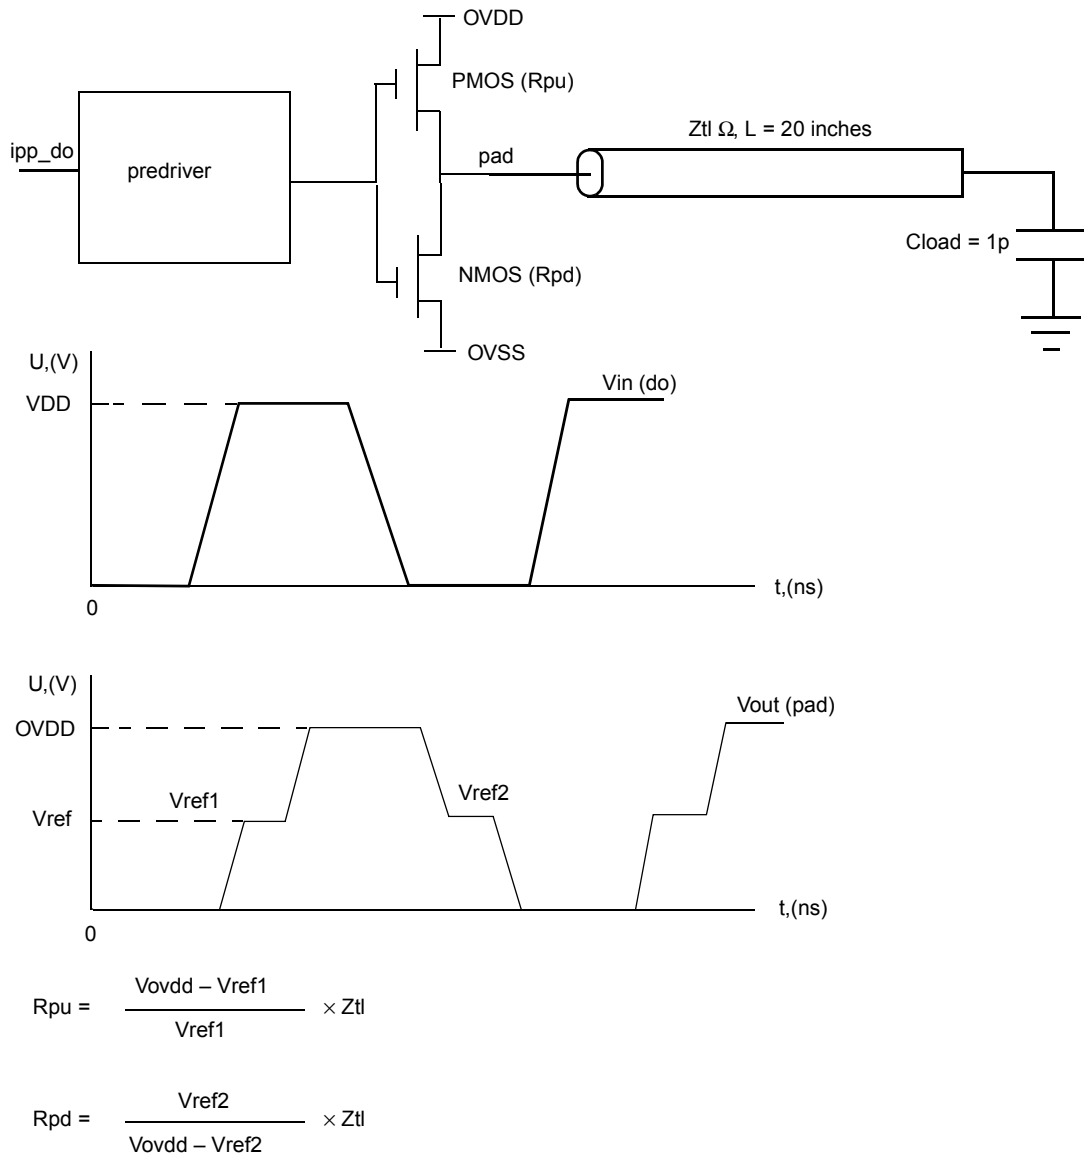 OVDD
PMOS (Rpu)
Ztl Ω, L = 20 inches
ipp_do
pad
predriver
Cload = 1p
NMOS (Rpd)
OVSS
U,(V)
VDD
Vin (do)
t,(ns)
0
U,(V)
OVDD
Vout (pad)
Vref1
Vref2
Vref
t,(ns)
0
Vovdd – Vref1
Rpu = × Ztl
Vref1
Vref2
Rpd = × Ztl
Vovdd – Vref2